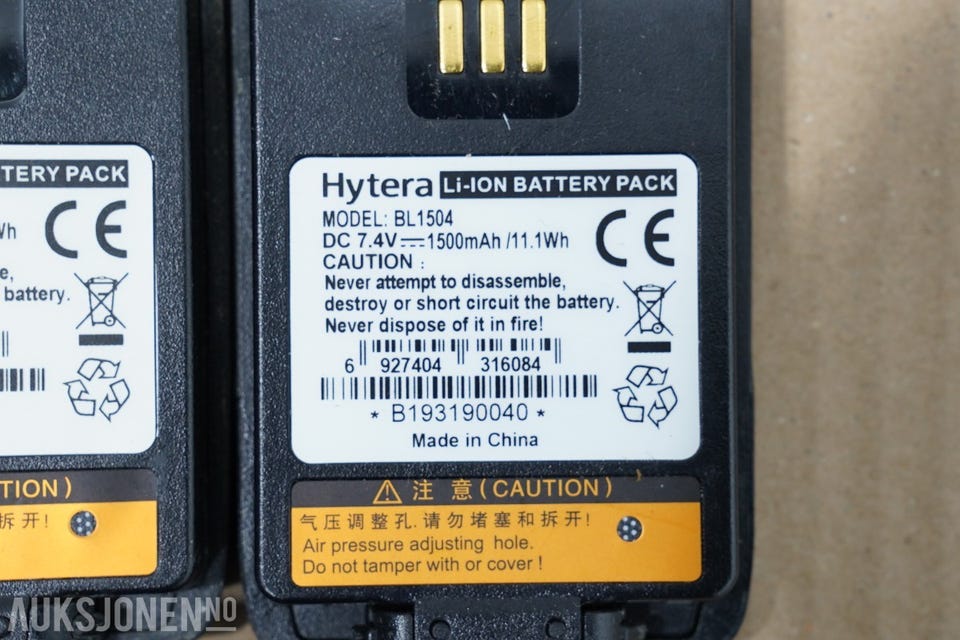 TERY PACK
Wh
e,
battery.
TION)
拆开!
Hytera Li-ION BATTERY PACK
MODEL: BL1504
DC 7.4V 1500mAh /11.1Wh
CAUTION :
Never attempt to disassemble,
destroy or short circuit the battery.
Never dispose of it in fire!
6 927404 316084
* B193190040 *
Made in China
注 意 (CAUTION)
气压调整孔.请勿堵塞和拆开!
Air pressure adjusting hole.
Do not tamper with or cover !
AUKSJONEN.NO